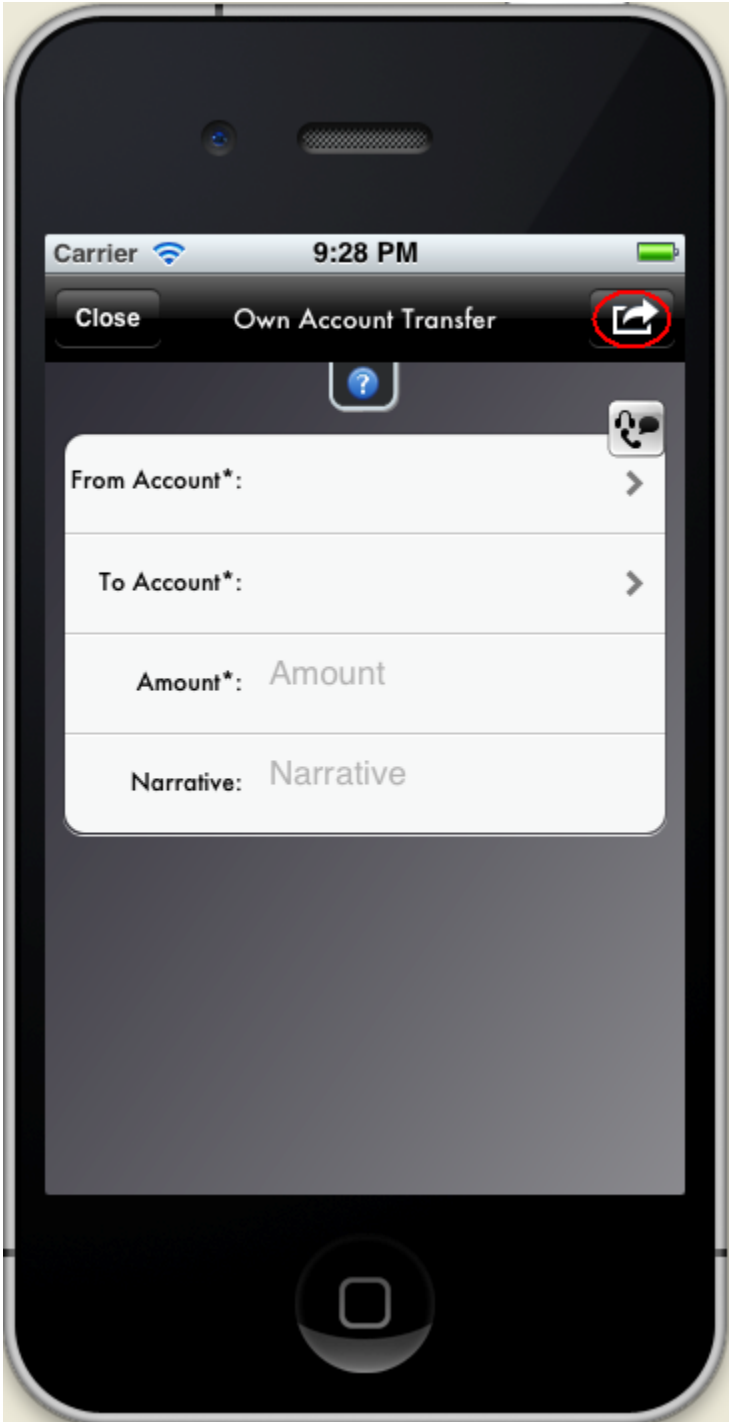 Carrier 9:28 PM
Close Own Account Transfer
?
From Account*:
To Account*:
Amount*: Amount
Narrative: Narrative